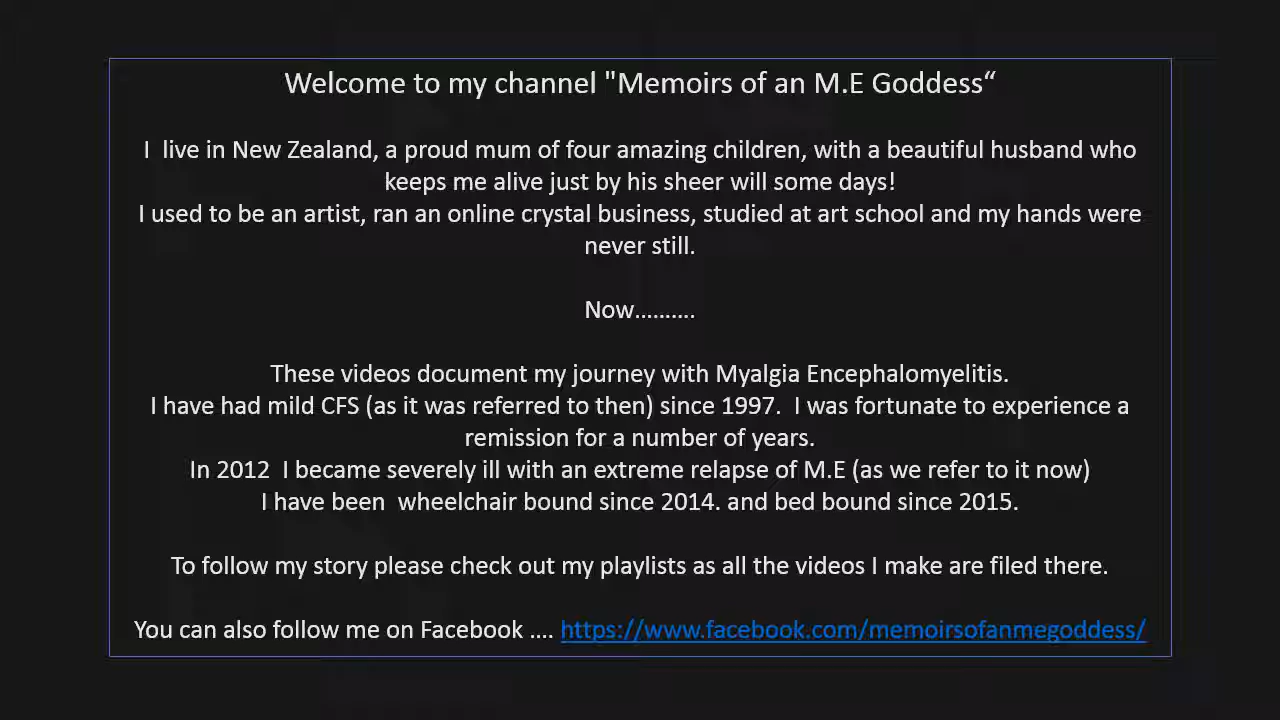 Welcome to my channel "Memoirs of an M.E Goddess“
I  live in New Zealand, a proud mum of four amazing children, with a beautiful husband who
keeps me alive just by his sheer will some days!
I used to be an artist, ran an online crystal business, studied at art school and my hands were
never still.
Now..........
These videos document my journey with Myalgia Encephalomyelitis.
I have had mild CFS (as it was referred to then) since 1997.  I was fortunate to experience a
remission for a number of years.
In 2012  I became severely ill with an extreme relapse of M.E (as we refer to it now)
I have been  wheelchair bound since 2014. and bed bound since 2015.
To follow my story please check out my playlists as all the videos I make are filed there.
You can also follow me on Facebook .... https://www.facebook.com/memoirsofanmegoddess/